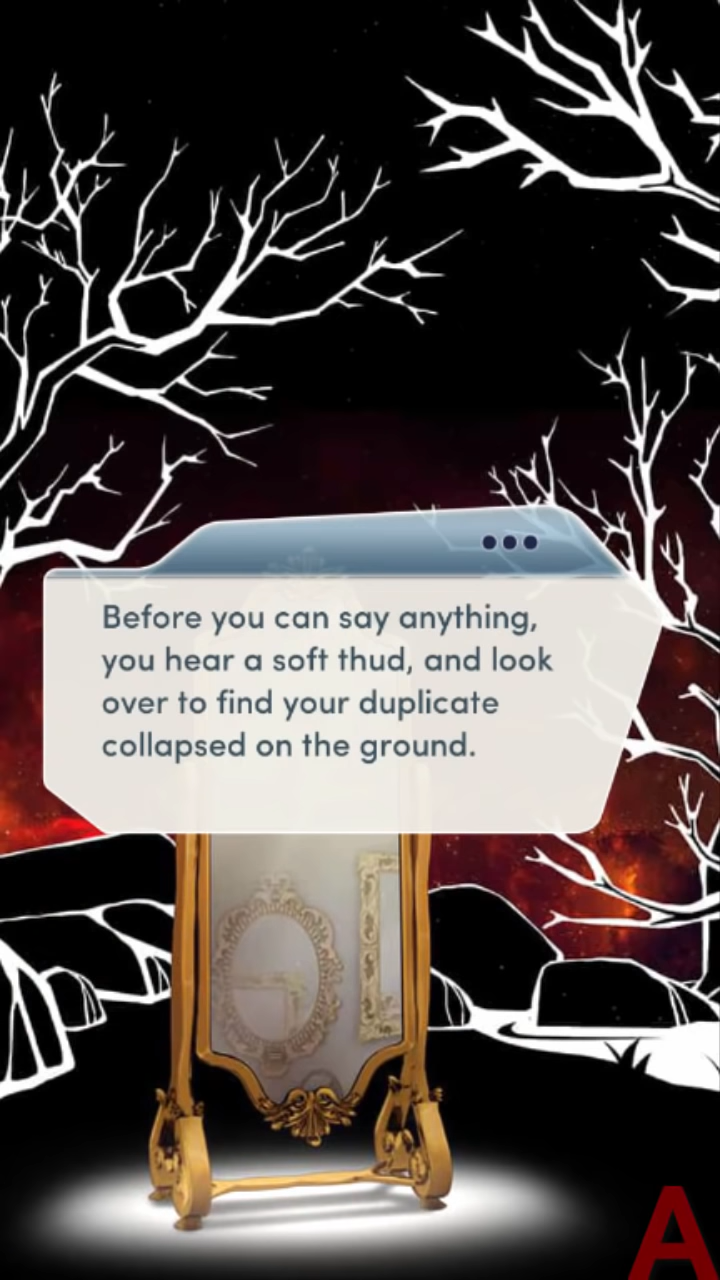 Before you can say anything,
you hear a soft thud, and look
over to find your duplicate
collapsed on the ground.
A